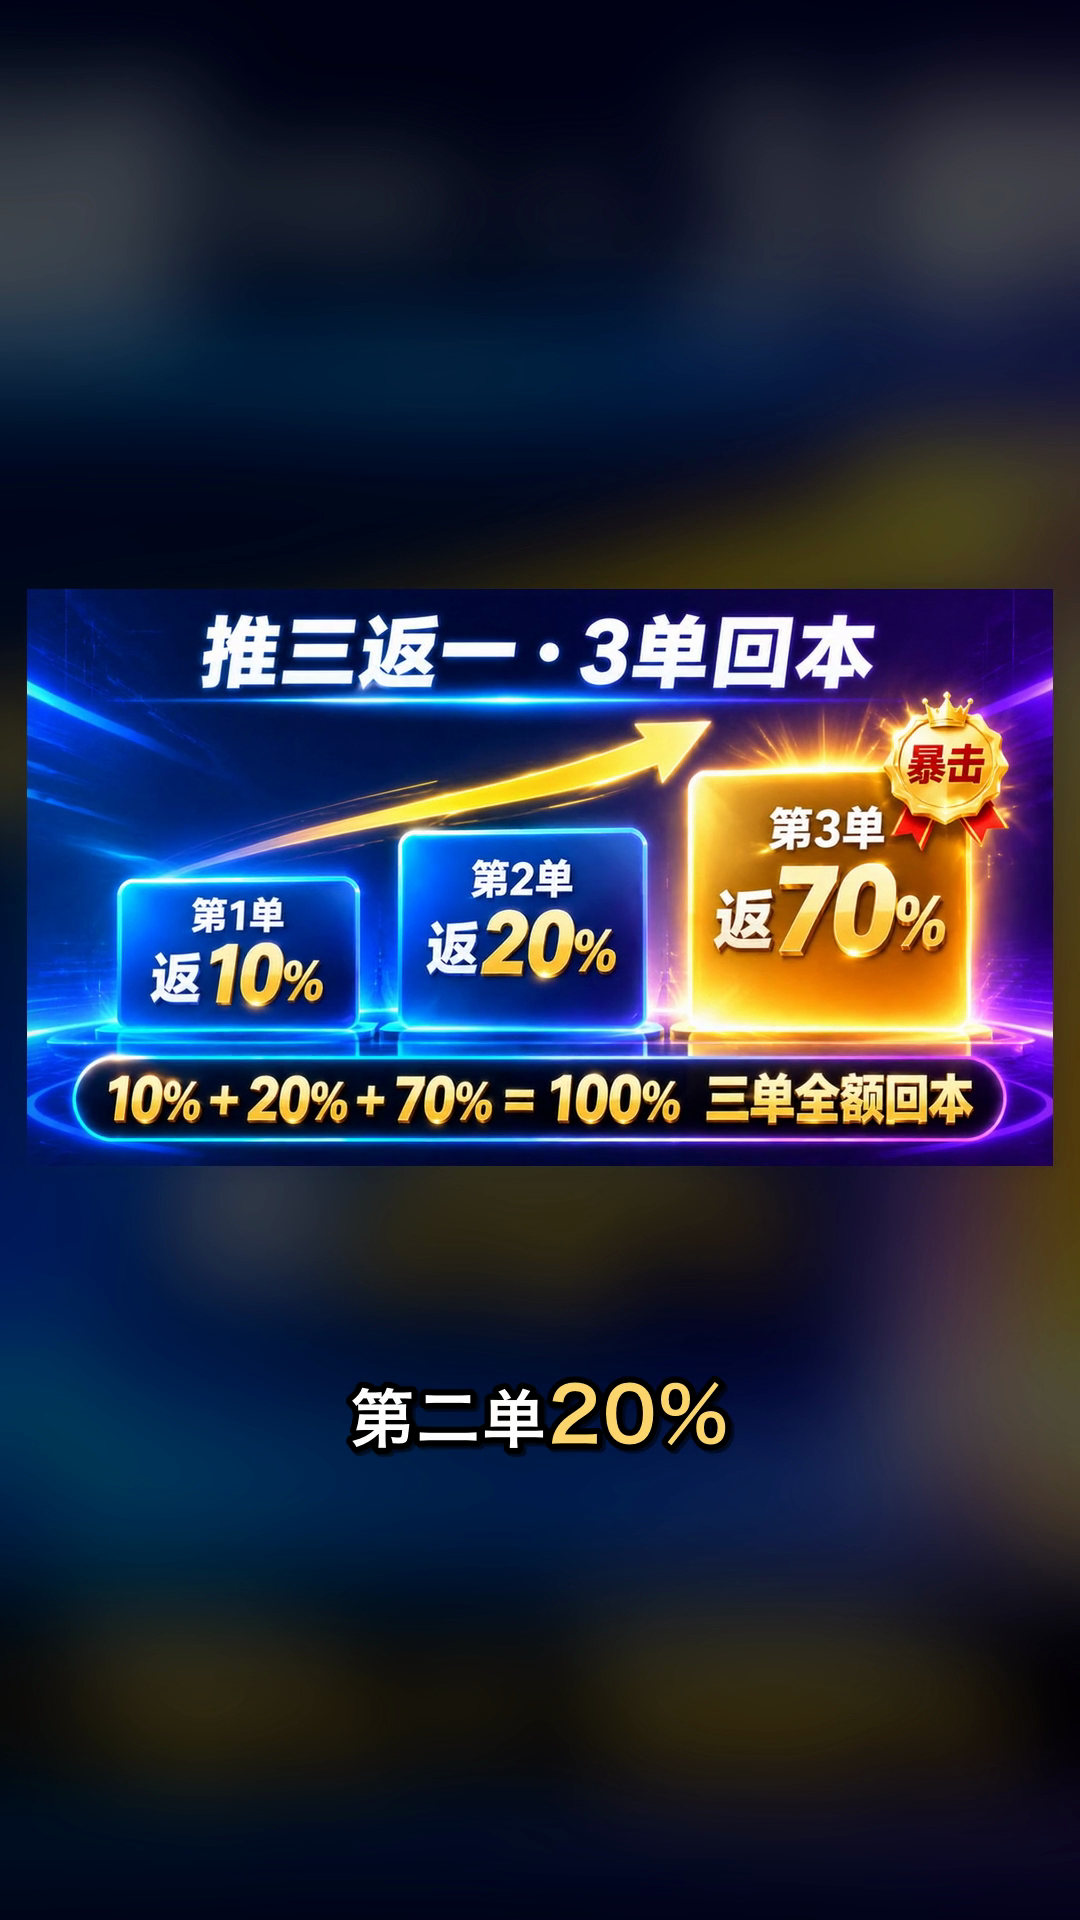 推三返一·3单回本
暴击
第1单
返10%
第2单
返20%
第3单
返70%
10%+20%+70%=100% 三单全额回本
第二单20%